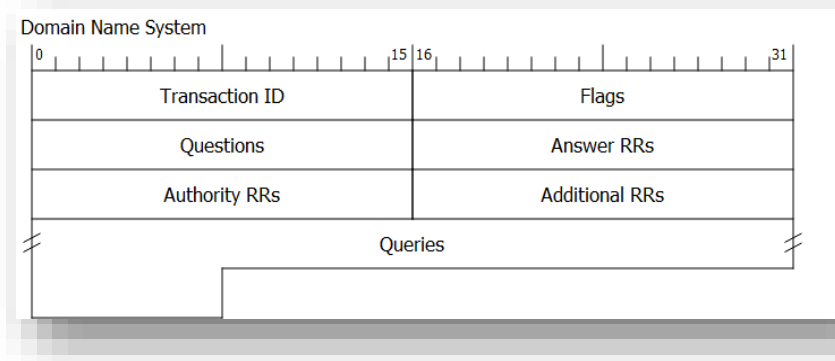 Domain Name System
0 15 16 31
Transaction ID Flags
Questions Answer RRs
Authority RRs Additional RRs
Queries